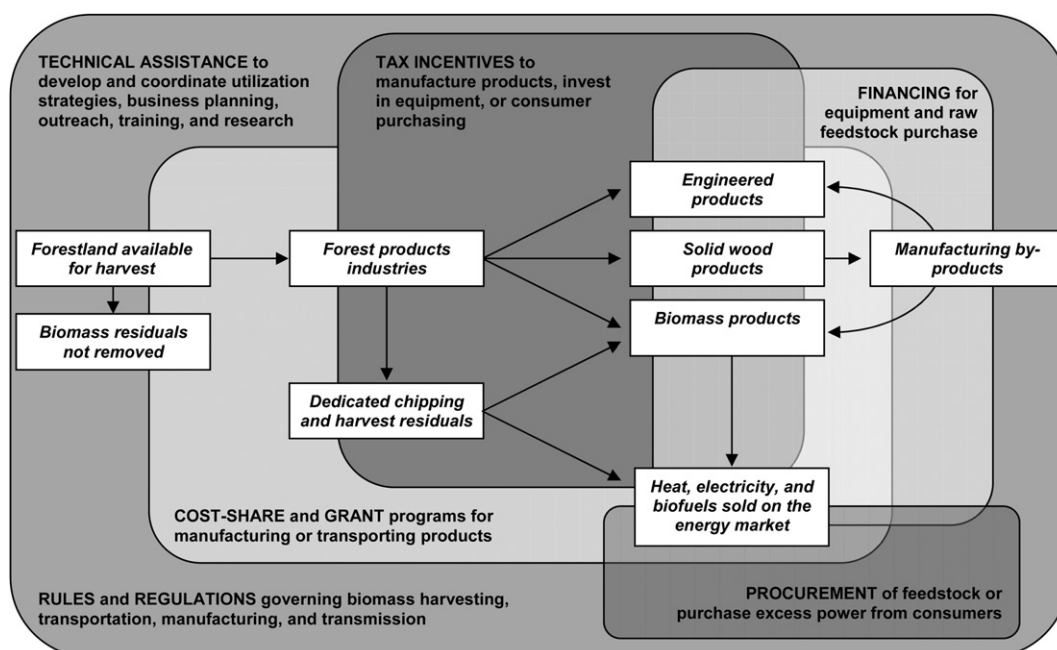 TECHNICAL ASSISTANCE to
develop and coordinate utilization
strategies, business planning,
outreach, training, and research
TAX INCENTIVES to
manufacture products, invest
in equipment, or consumer
purchasing
FINANCING for
equipment and raw
feedstock purchase
Engineered
products
Forestland available
for harvest
Forest products
industries
Solid wood
products
Manufacturing by-
products
Biomass residuals
not removed
Biomass products
Dedicated chipping
and harvest residuals
Heat, electricity, and
biofuels sold on the
energy market
COST-SHARE and GRANT programs for
manufacturing or transporting products
RULES and REGULATIONS governing biomass harvesting,
transportation, manufacturing, and transmission
PROCUREMENT of feedstock or
purchase excess power from consumers